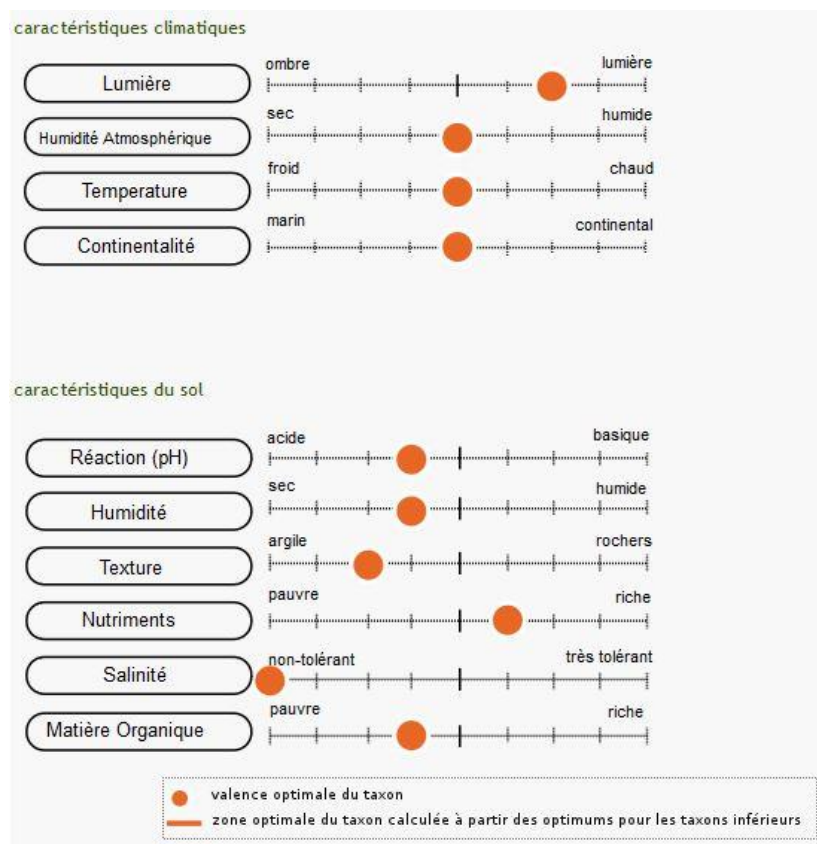 caractéristiques climatiques
ombre lumière
Lumière
sec humide
Humidité Atmosphérique
froid chaud
Temperature
marin continental
Continentalité
caractéristiques du sol
acide basique
Réaction (pH)
sec humide
Humidité
argile rochers
Texture
pauvre riche
Nutriments
non-tolérant très tolérant
Salinité
pauvre riche
Matière Organique
valence optimale du taxon
zone optimale du taxon calculée à partir des optimums pour les taxons inférieurs